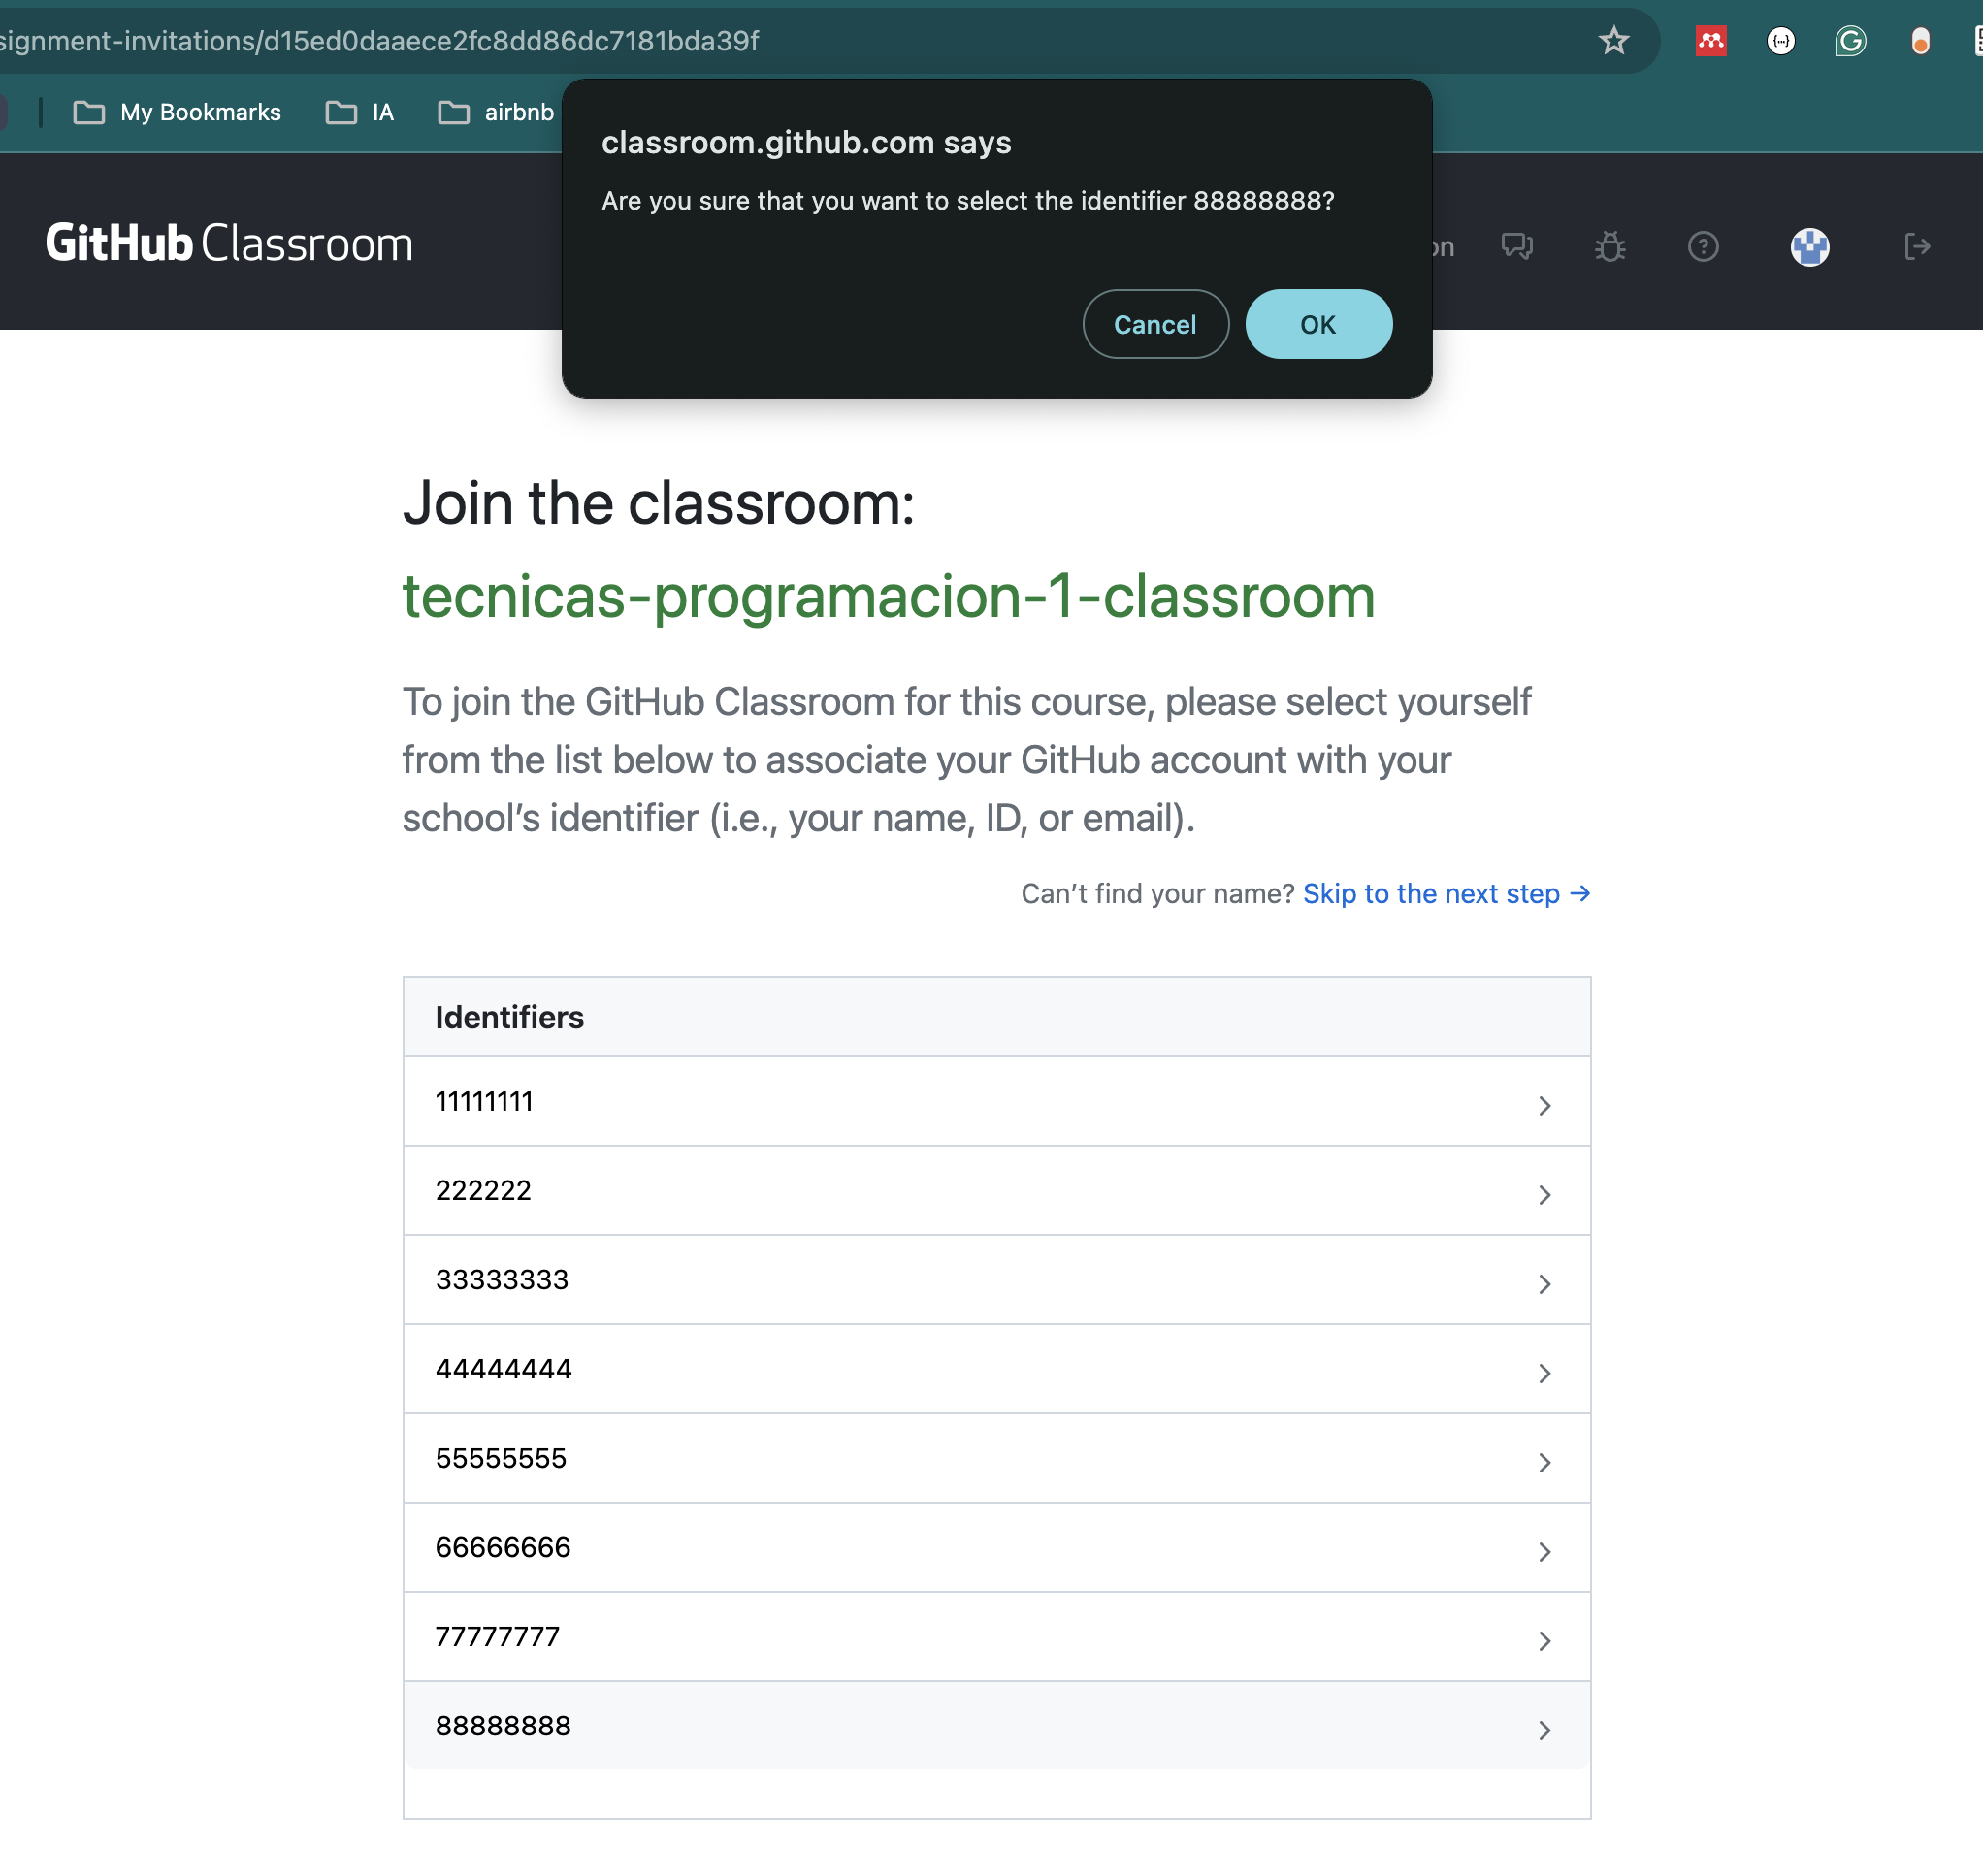 signment-invitations/d15ed0daaece2fc8dd86dc7181bda39f
My Bookmarks
IA
airbnb
classroom.github.com says
Are you sure that you want to select the identifier 88888888?
Cancel
OK
GitHub Classroom
on
Join the classroom:
tecnicas-programacion-1-classroom
To join the GitHub Classroom for this course, please select yourself
from the list below to associate your GitHub account with your
school's identifier (i.e., your name, ID, or email).
Can't find your name? Skip to the next step →
Identifiers
11111111
222222
33333333
44444444
55555555
66666666
77777777
88888888